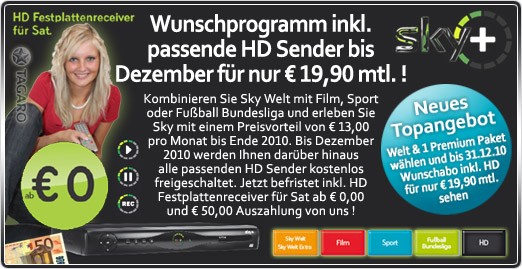 HD Festplattenreceiver
für Sat.
Wunschprogramm inkl.
passende HD Sender bis
Dezember für nur € 19,90 mtl. !
sky+
TAGARO
Kombinieren Sie Sky Welt mit Film, Sport
oder Fußball Bundesliga und erleben Sie
Sky mit einem Preisvorteil von € 13,00
pro Monat bis Ende 2010. Bis Dezember
2010 werden Ihnen darüber hinaus
alle passenden HD Sender kostenlos
freigeschaltet. Jetzt befristet inkl. HD
Festplattenreceiver für Sat ab € 0,00
und € 50,00 Auszahlung von uns !
Neues
Topangebot
Welt & 1 Premium Paket
wählen und bis 31.12.10
Wunschabo inkl. HD
für nur € 19,90 mtl.
sehen
ab € 0
REC
50
Sky Welt
Sky Welt Extra
Film
Sport
Fußball
Bundesliga
HD